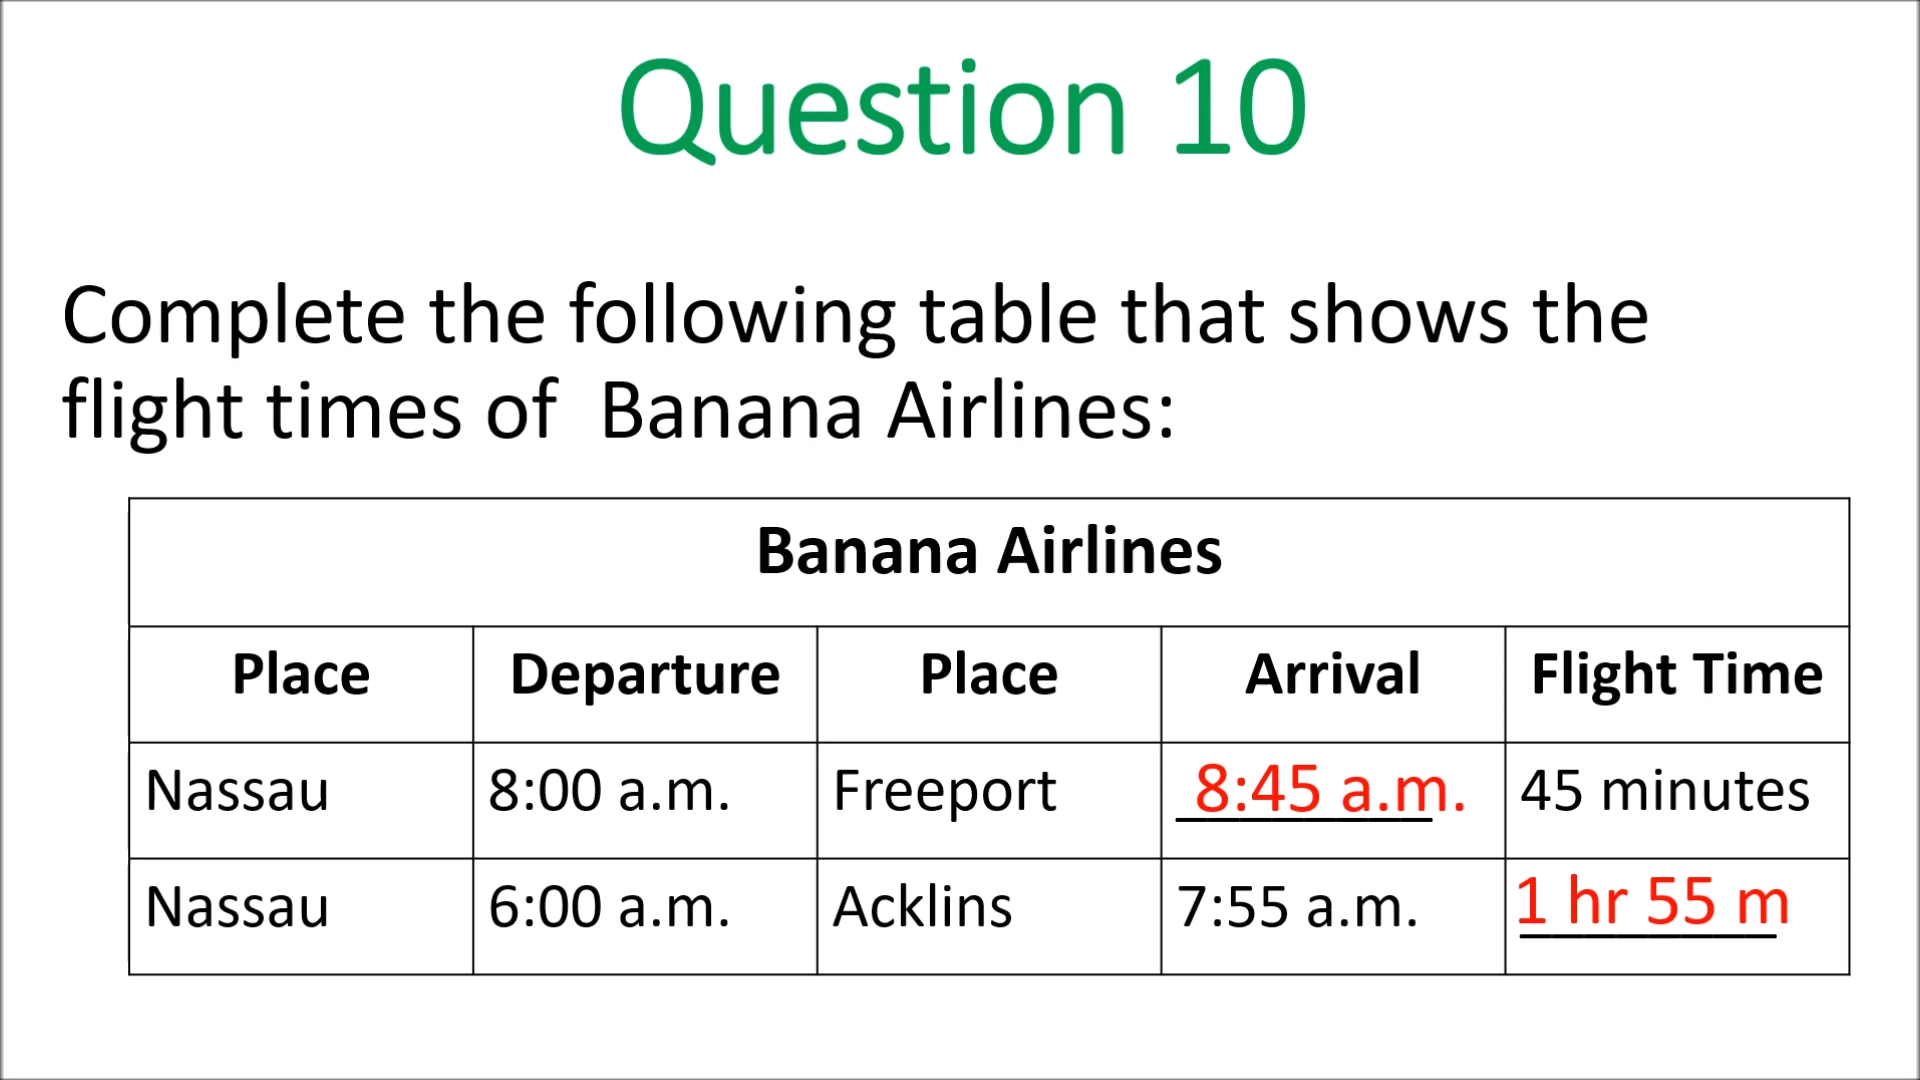 Question 10
Complete the following table that shows the
flight times of Banana Airlines:
Banana Airlines
Place Departure Place Arrival Flight Time
Nassau 8:00 a.m. Freeport 8:45 a.m. 45 minutes
Nassau 6:00 a.m. Acklins 7:55 a.m. 1 hr 55 m